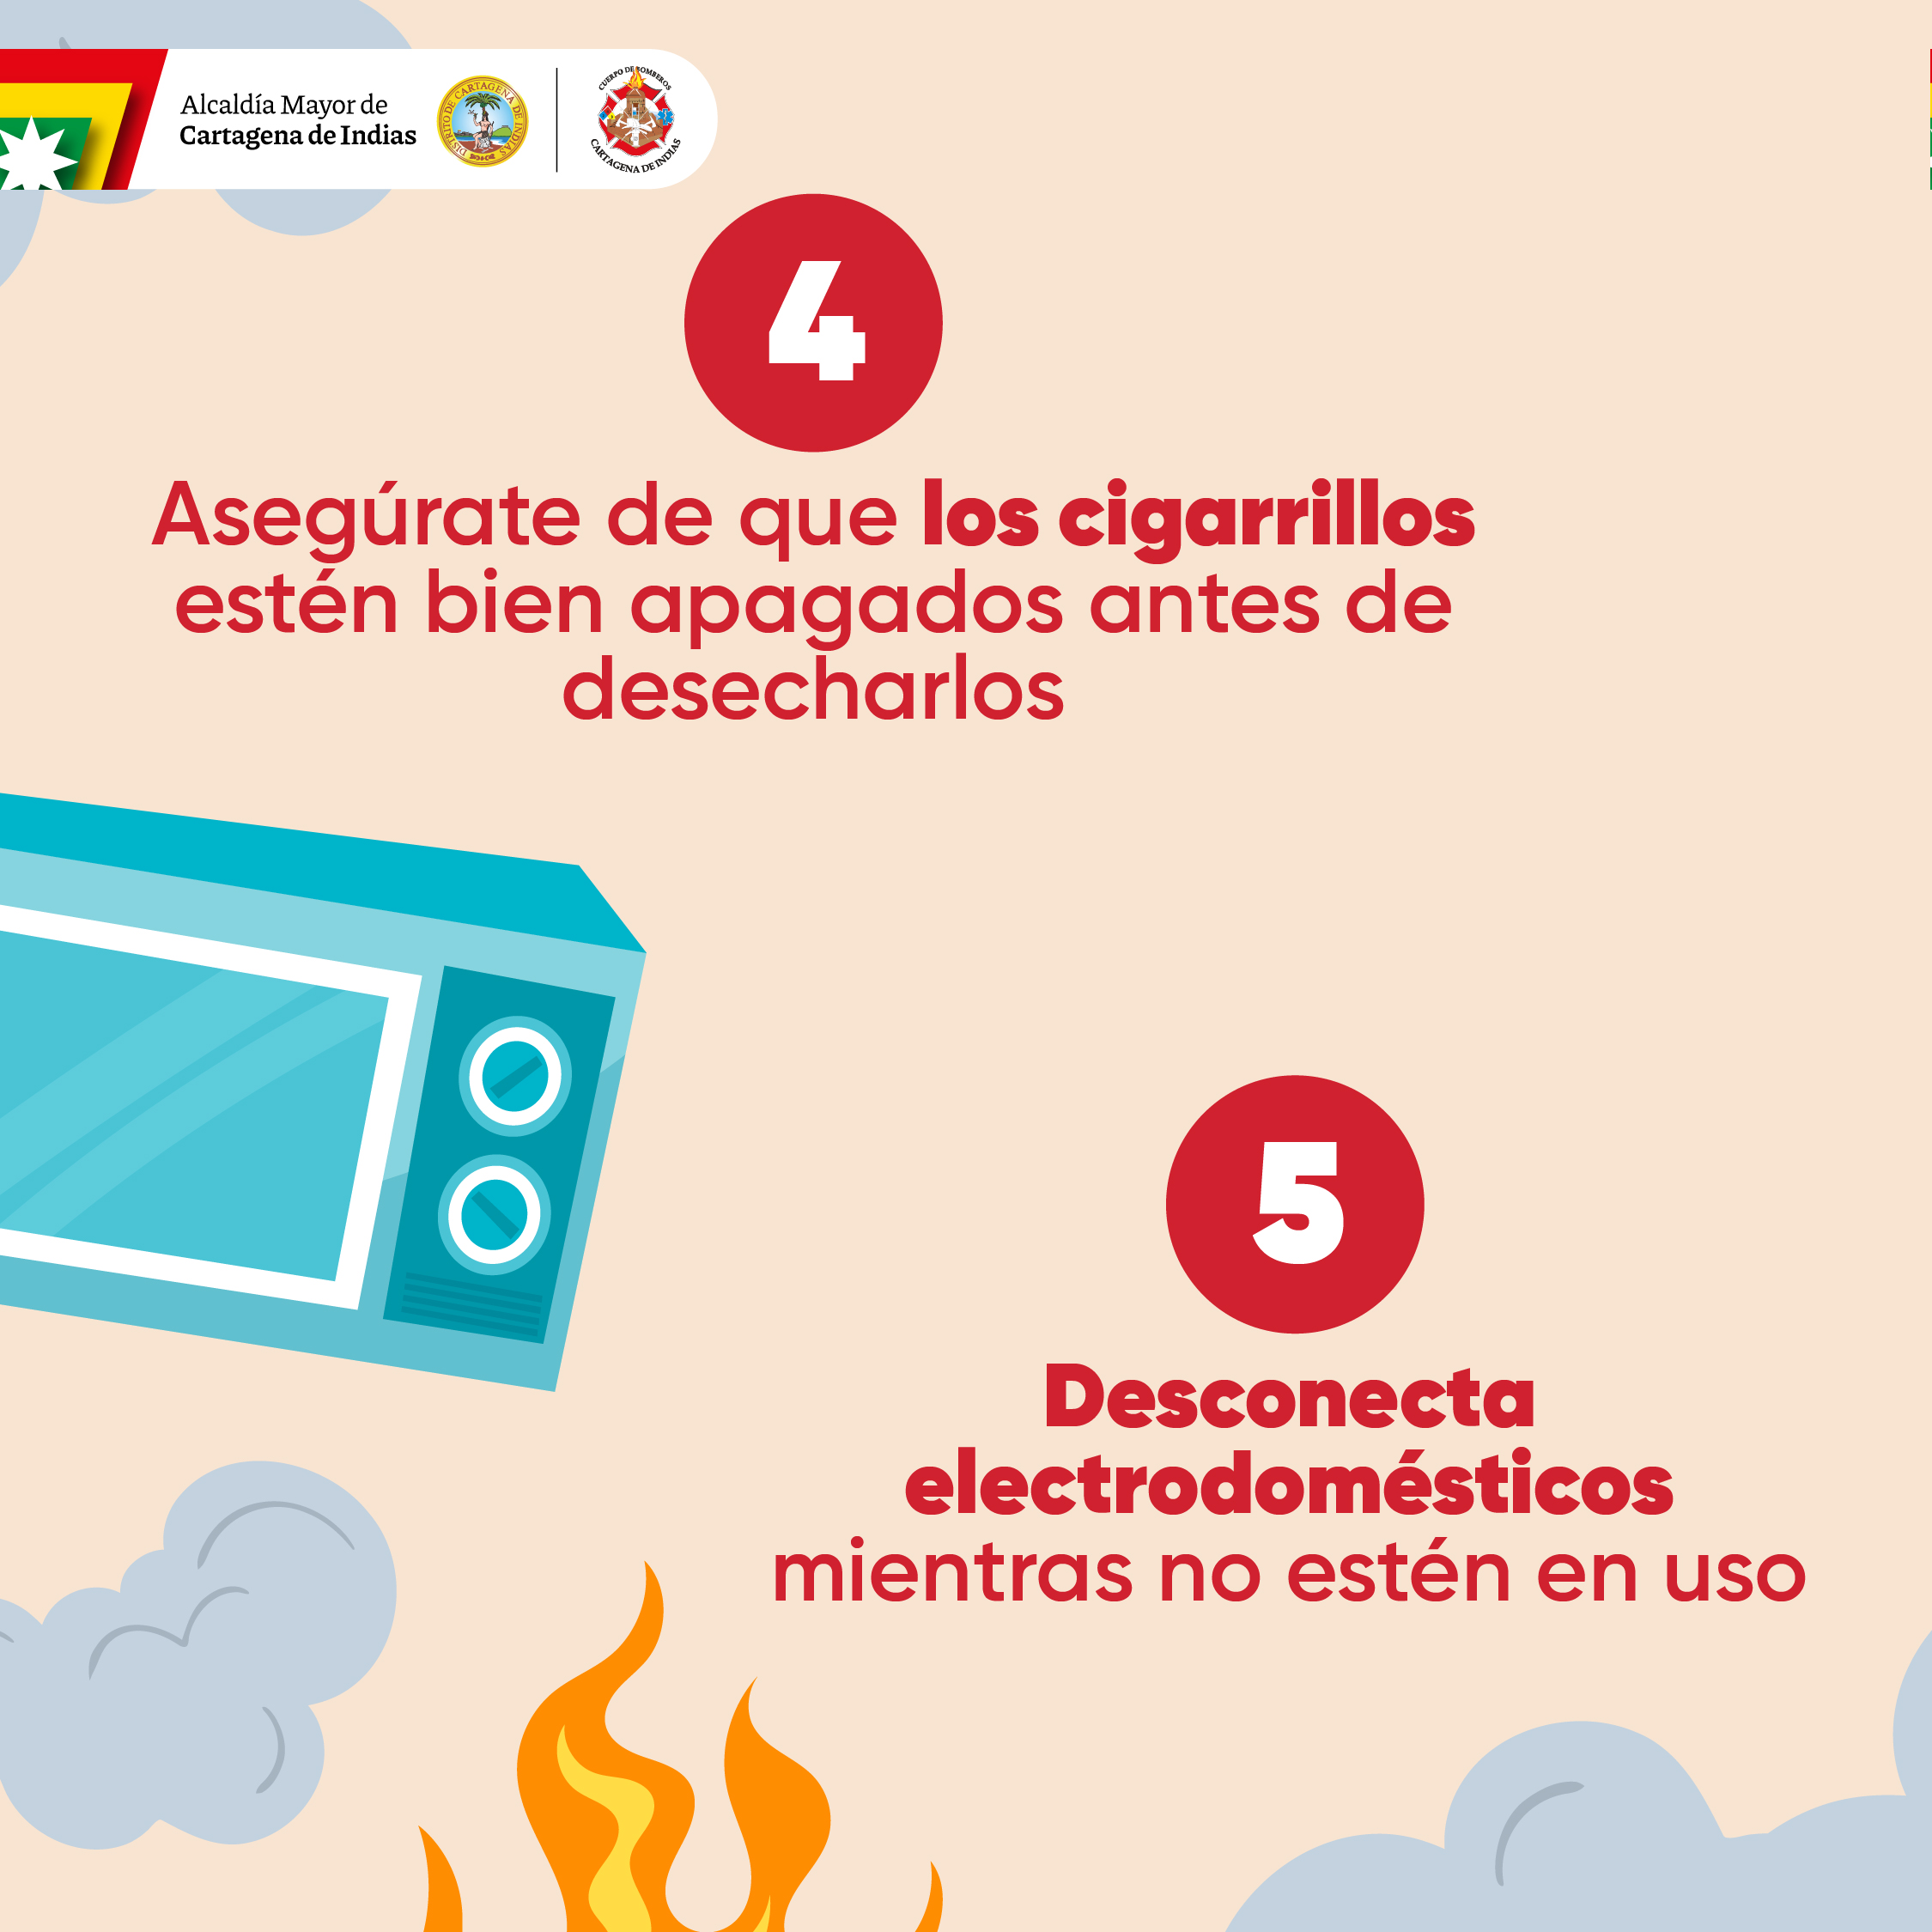 Alcaldía Mayor de
Cartagena de Indias
DISTRITO DE CARTAGENA DE INDIAS
CUERPO DE BOMBEROS
CARTAGENA DE INDIAS
4
Asegúrate de que los cigarrillos
estén bien apagados antes de
desecharlos
5
Desconecta
electrodomésticos
mientras no estén en uso